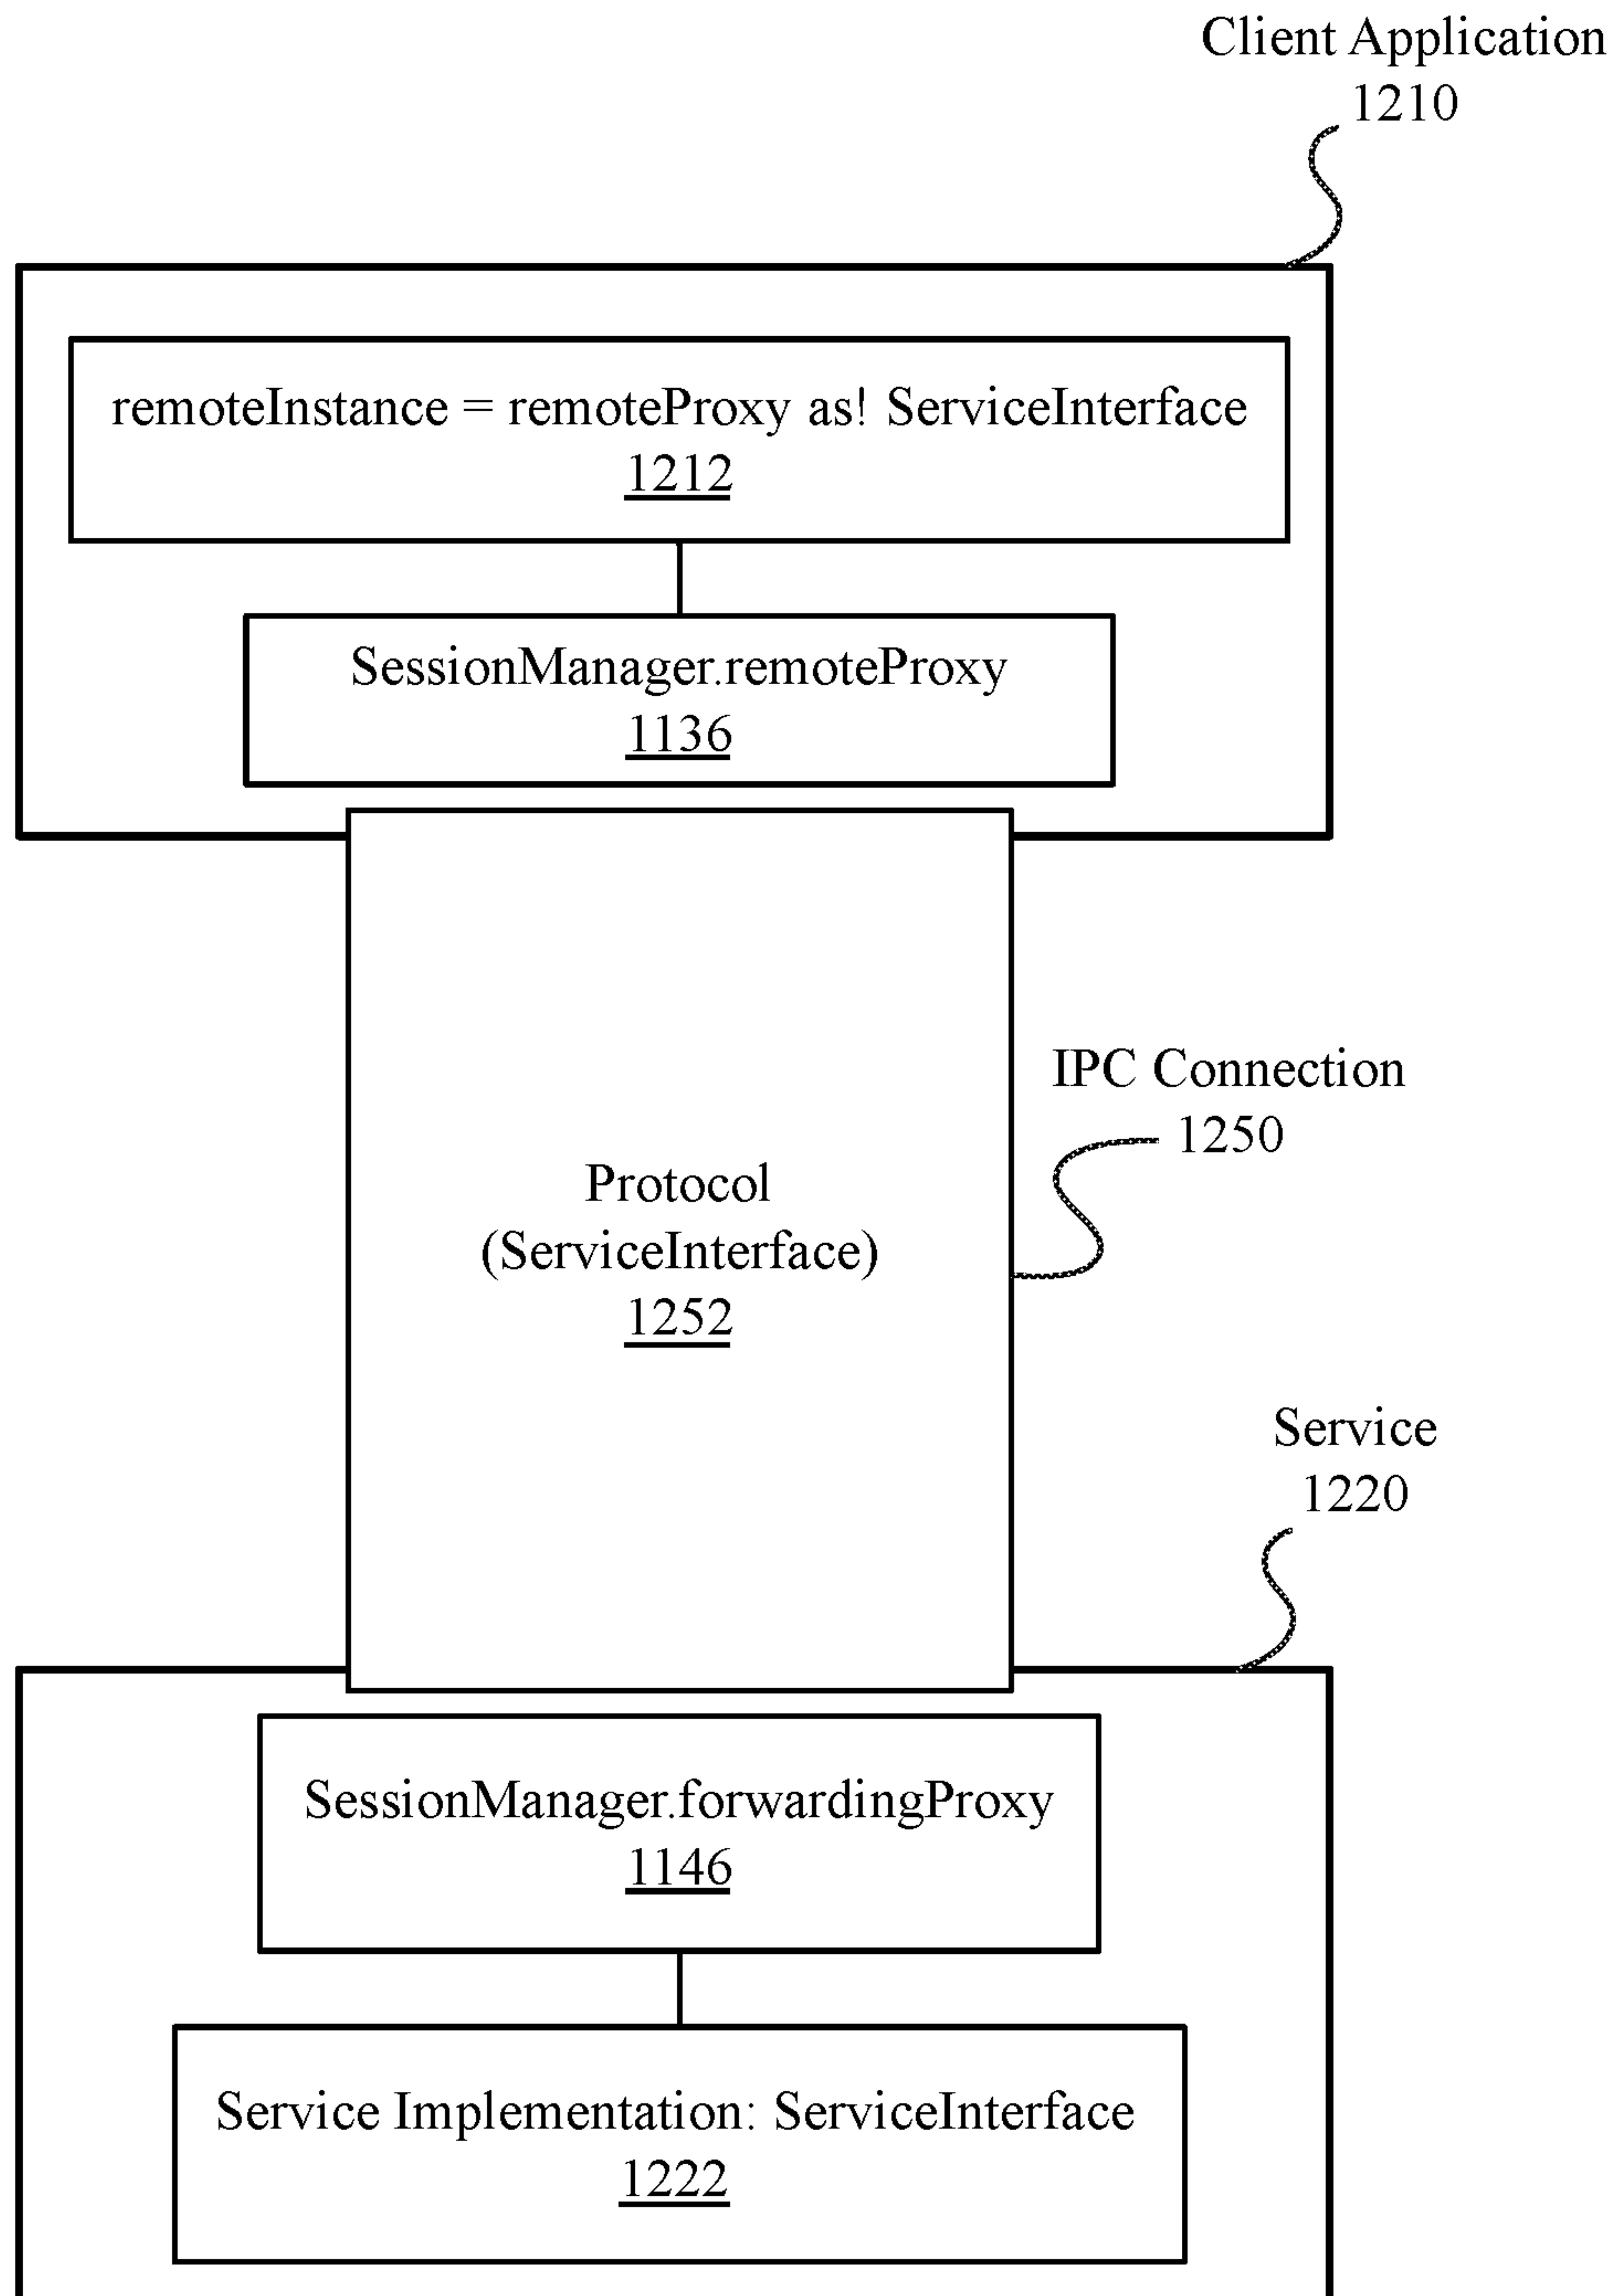 Client Application
1210
remoteInstance = remoteProxy as! ServiceInterface
1212
SessionManager.remoteProxy
1136
IPC Connection
1250
Protocol
(ServiceInterface)
1252
Service
1220
SessionManager.forwardingProxy
1146
Service Implementation: ServiceInterface
1222